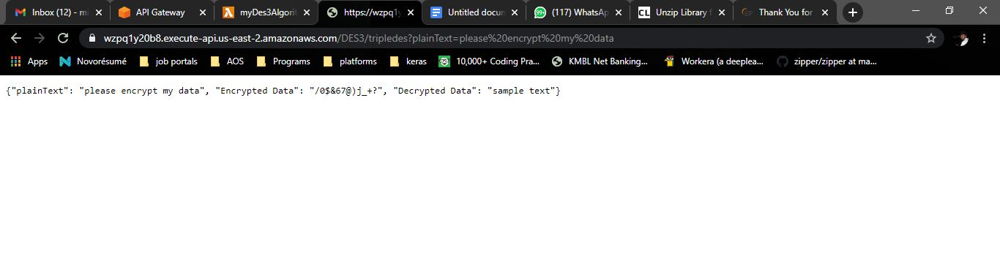 Inbox (12) - mi
API Gateway
myDes3Algorit
https://wzpq1y
Untitled docum
(117) WhatsAp
CL Unzip Library f
EF Thank You for
wzpq1y20b8.execute-api.us-east-2.amazonaws.com/DES3/tripledes?plainText=please%20encrypt%20my%20data
Apps Novorésumé job portals AOS Programs platforms keras 10,000+ Coding Pra... KMBL Net Banking... Workera (a deeplea... zipper/zipper at ma...
{"plainText": "please encrypt my data", "Encrypted Data": "/0$&67@)j_+?", "Decrypted Data": "sample text"}